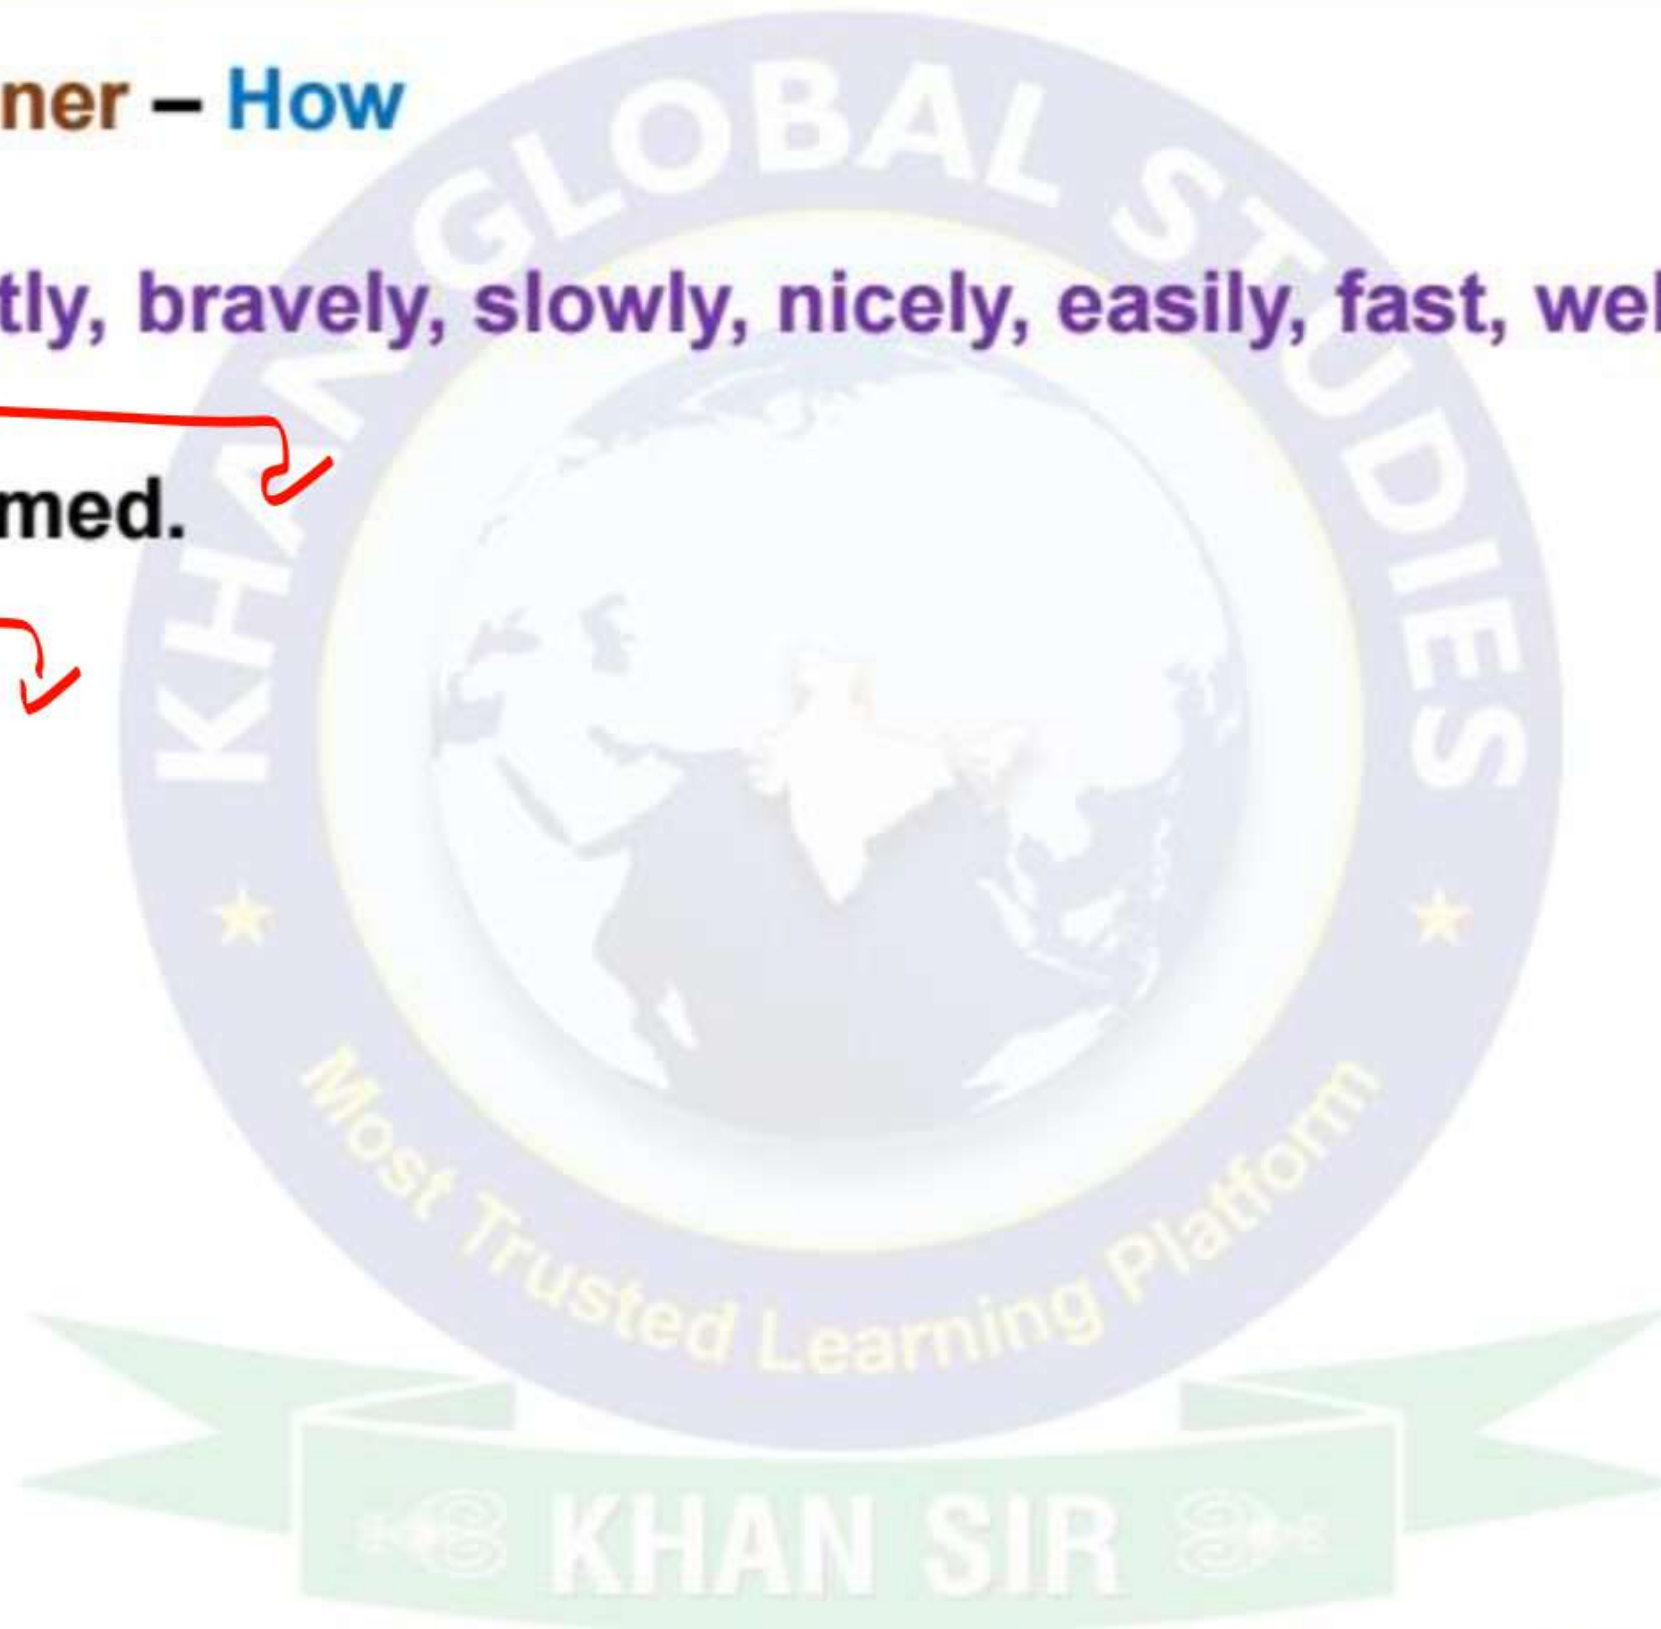 ner – How
tly, bravely, slowly, nicely, easily, fast, wel
med.
KHAN GLOBAL STUDIES
Most Trusted Learning Platform
KHAN SIR